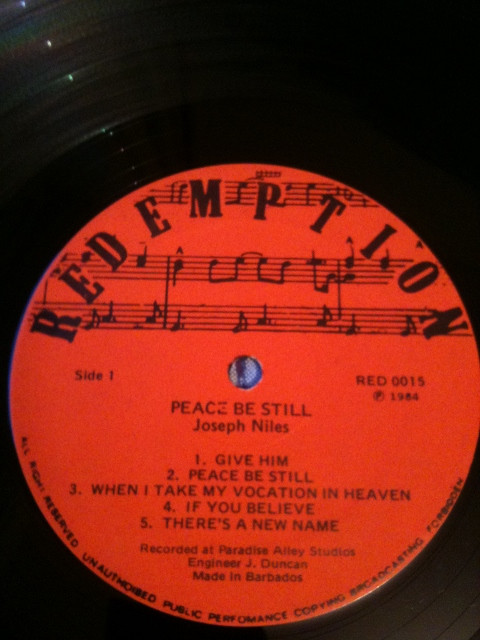 REDEMPTION
Side 1
RED 0015
℗ 1984
PEACE BE STILL
Joseph Niles
1. GIVE HIM
2. PEACE BE STILL
3. WHEN I TAKE MY VOCATION IN HEAVEN
4. IF YOU BELIEVE
5. THERE'S A NEW NAME
Recorded at Paradise Alley Studios
Engineer J. Duncan
Made in Barbados
ALL RIGHT RESERVED UNAUTHOIBED PUBLIC PERFOMANCE COPYING BROADCASTING FORBIDDEN